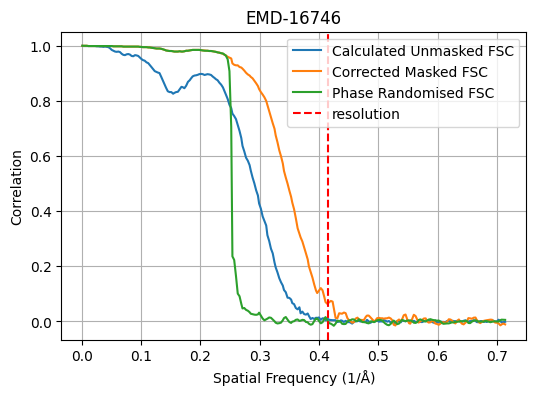 EMD-16746
Calculated Unmasked FSC
Corrected Masked FSC
Phase Randomised FSC
resolution
Correlation
1.0
0.8
0.6
0.4
0.2
0.0
0.0 0.1 0.2 0.3 0.4 0.5 0.6 0.7
Spatial Frequency (1/Å)